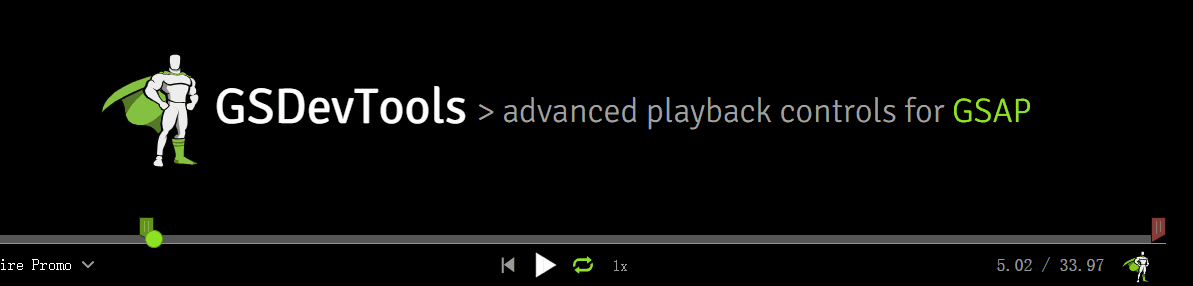 GSDevTools > advanced playback controls for GSAP
ire Promo 1x 5.02 / 33.97